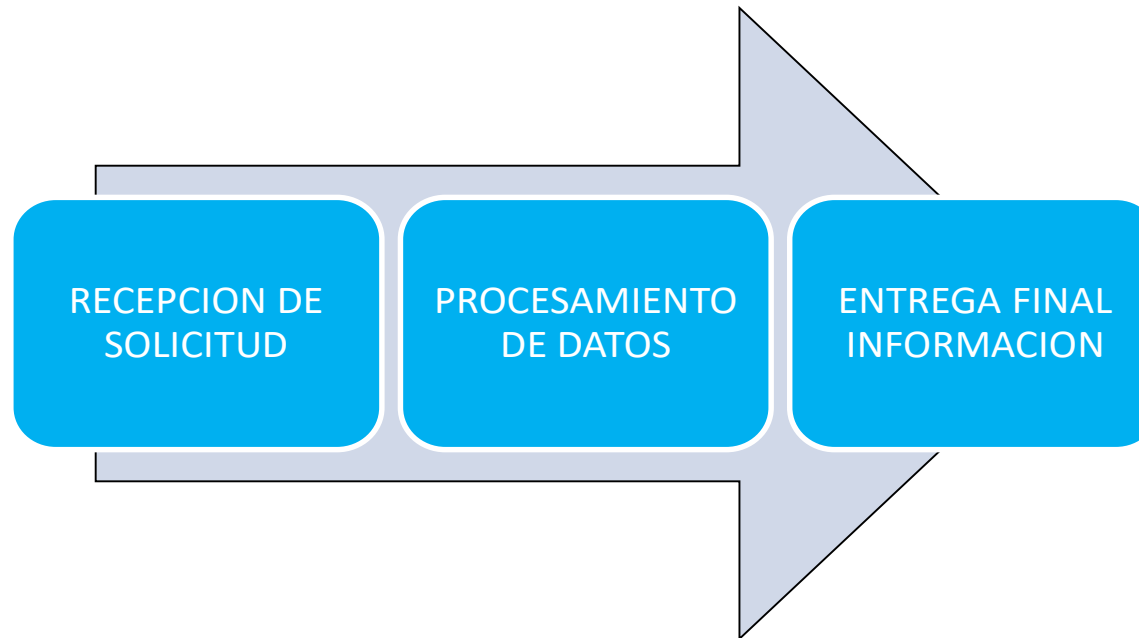 RECEPCION DE
SOLICITUD
PROCESAMIENTO
DE DATOS
ENTREGA FINAL
INFORMACION